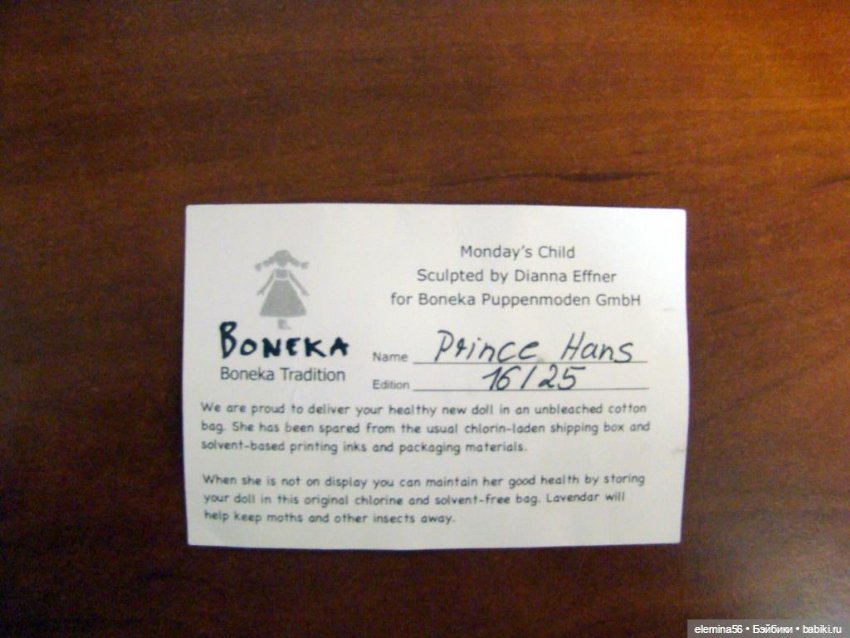 Monday's Child
Sculpted by Dianna Effner
for Boneka Puppenmoden GmbH
BONEKA
Boneka Tradition
Name Prince Hans
Edition 16/25
We are proud to deliver your healthy new doll in an unbleached cotton
bag. She has been spared from the usual chlorin-laden shipping box and
solvent-based printing inks and packaging materials.
When she is not on display you can maintain her good health by storing
your doll in this original chlorine and solvent-free bag. Lavendar will
help keep moths and other insects away.
elemina56 • Бэйбики • babiki.ru